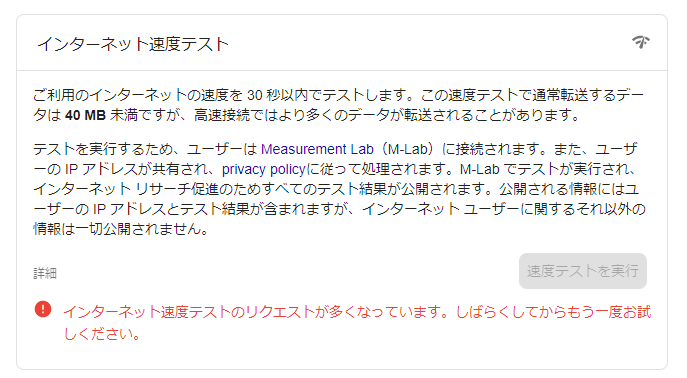 インターネット速度テスト
ご利用のインターネットの速度を 30 秒以内でテストします。この速度テストで通常転送するデー
タは 40 MB 未満ですが、高速接続ではより多くのデータが転送されることがあります。
テストを実行するため、ユーザーは Measurement Lab（M-Lab）に接続されます。また、ユーザ
ーの IP アドレスが共有され、privacy policyに従って処理されます。M-Lab でテストが実行され、
インターネット リサーチ促進のためすべてのテスト結果が公開されます。公開される情報にはユ
ーザーの IP アドレスとテスト結果が含まれますが、インターネット ユーザーに関するそれ以外の
情報は一切公開されません。
詳細
速度テストを実行
インターネット速度テストのリクエストが多くなっています。しばらくしてからもう一度お試
しください。